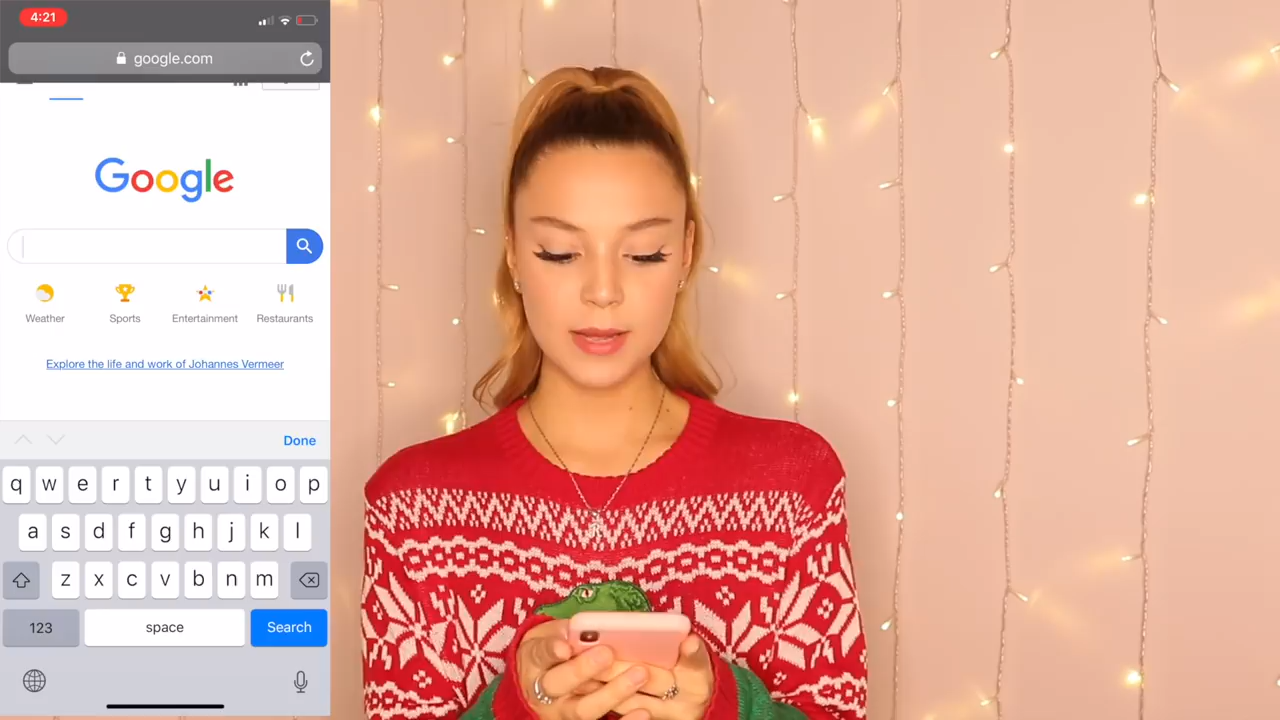 4:21
google.com
Google
Weather Sports Entertainment Restaurants
Explore the life and work of Johannes Vermeer
Done
q w e r t y u i o p
a s d f g h j k l
z x c v b n m
123 space Search